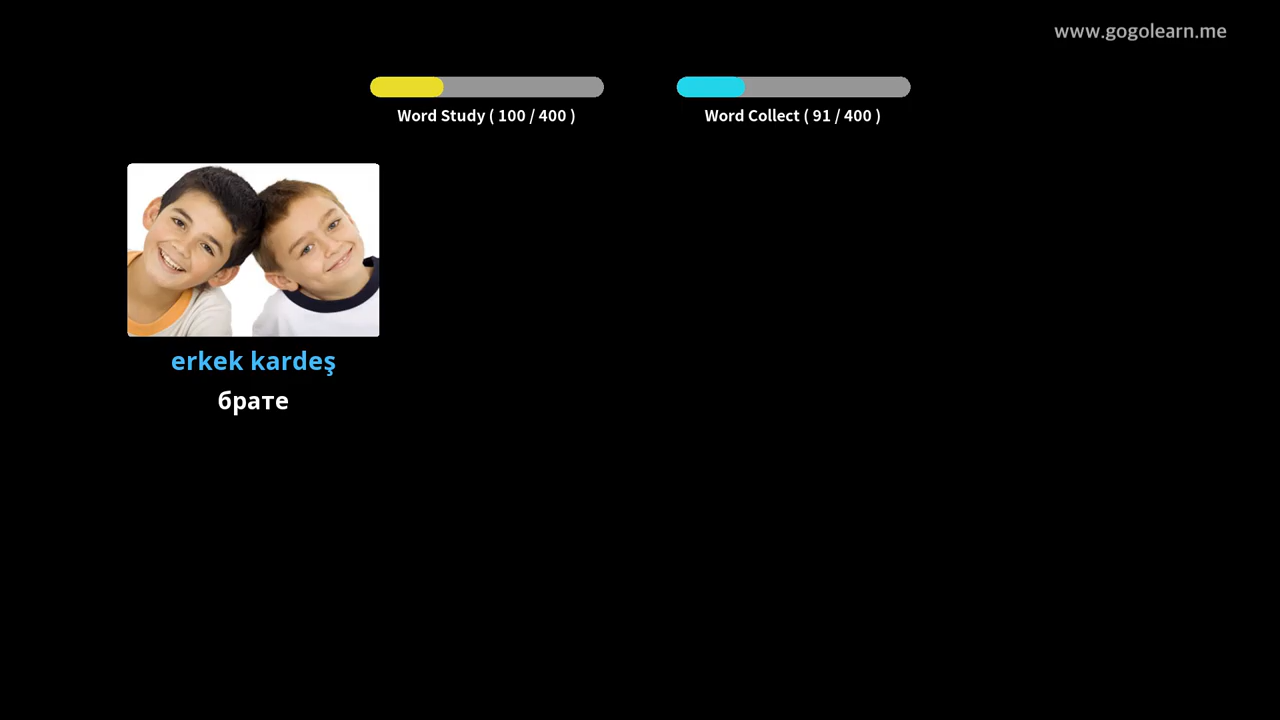 www.gogolearn.me
Word Study ( 100 / 400 )
Word Collect ( 91 / 400 )
erkek kardeş
брате